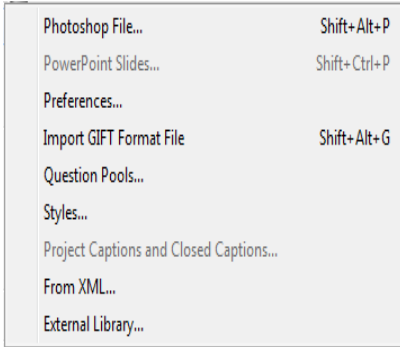 Photoshop File... Shift+Alt+P
PowerPoint Slides... Shift+Ctrl+P
Preferences...
Import GIFT Format File Shift+Alt+G
Question Pools...
Styles...
Project Captions and Closed Captions...
From XML...
External Library...